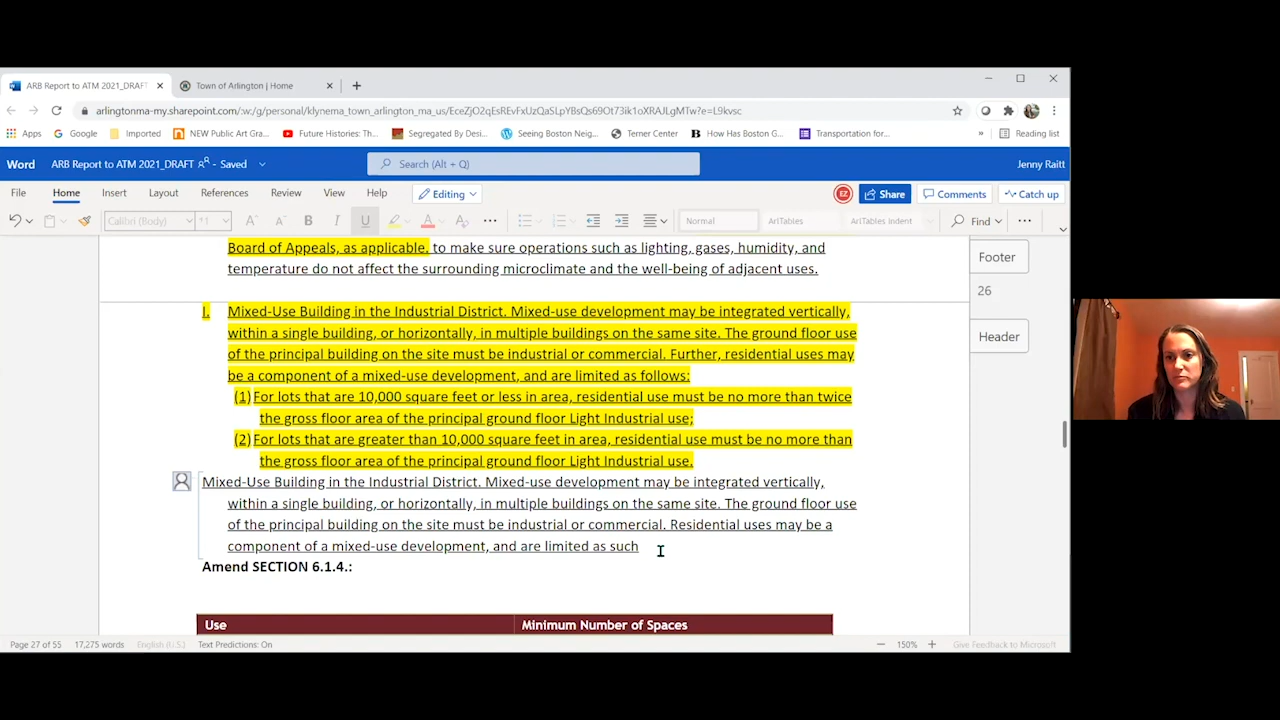 ARB Report to ATM 2021_DRAFT
Town of Arlington | Home
arlingtonma-my.sharepoint.com/:w:/g/personal/klynema_town_arlington_ma_us/EceZjO2qEsREvFxUzQaSLpYBsQs69Ot73ik1oXRAJLgMTw?e=L9kvsc
Apps Google Imported NEW Public Art Gra... Future Histories: Th... Segregated By Desi... Seeing Boston Neig... Terner Center How Has Boston G... Transportation for... » Reading list
Word ARB Report to ATM 2021_DRAFT - Saved Search (Alt + Q) Jenny Raitt
File Home Insert Layout References Review View Help Editing EZ Share Comments Catch up
Calibri (Body) B I U A Normal ArlTables ArlTables Indent Find
Board of Appeals, as applicable. to make sure operations such as lighting, gases, humidity, and
temperature do not affect the surrounding microclimate and the well-being of adjacent uses.
Footer
26
Header
l. Mixed-Use Building in the Industrial District. Mixed-use development may be integrated vertically,
within a single building, or horizontally, in multiple buildings on the same site. The ground floor use
of the principal building on the site must be industrial or commercial. Further, residential uses may
be a component of a mixed-use development, and are limited as follows:
(1) For lots that are 10,000 square feet or less in area, residential use must be no more than twice
the gross floor area of the principal ground floor Light Industrial use;
(2) For lots that are greater than 10,000 square feet in area, residential use must be no more than
the gross floor area of the principal ground floor Light Industrial use.
Mixed-Use Building in the Industrial District. Mixed-use development may be integrated vertically,
within a single building, or horizontally, in multiple buildings on the same site. The ground floor use
of the principal building on the site must be industrial or commercial. Residential uses may be a
component of a mixed-use development, and are limited as such
Amend SECTION 6.1.4.:
Use Minimum Number of Spaces
Page 27 of 55 17,275 words English (U.S.) Text Predictions: On 150% Give Feedback to Microsoft